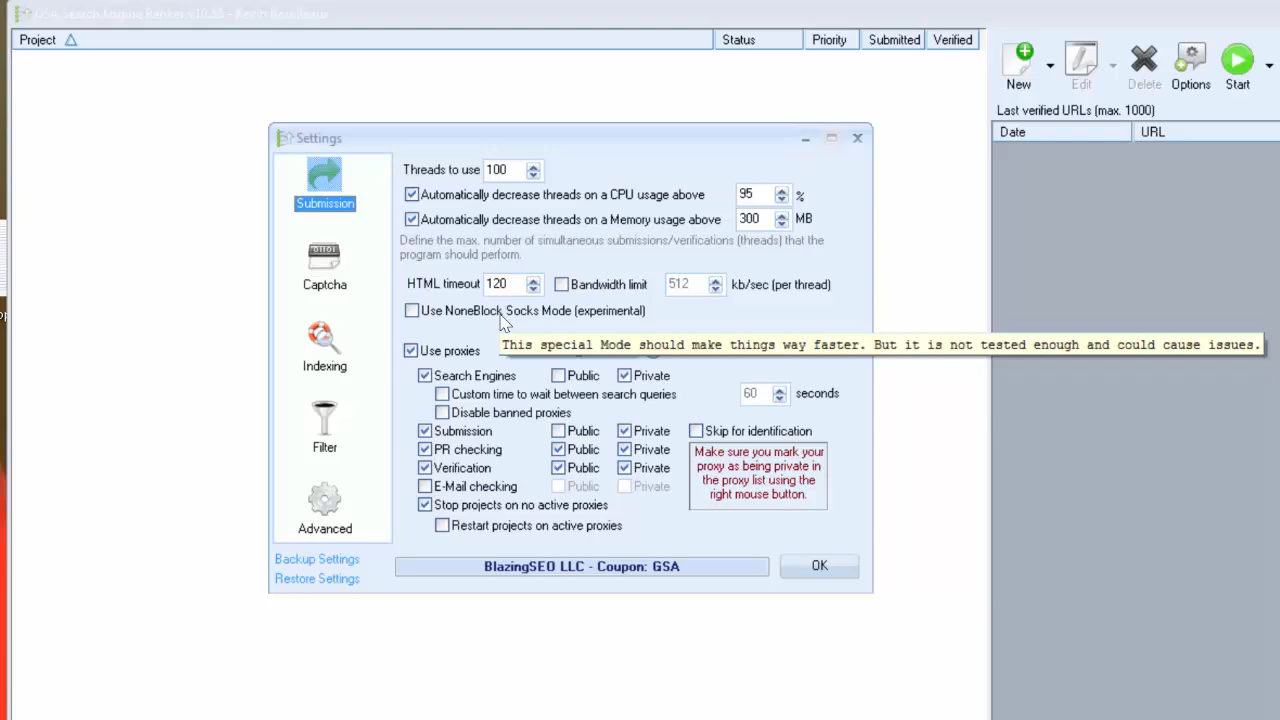 GSA Search Engine Ranker v10.30 -
Project Status Priority Submitted Verified
New Edit Delete Options Start
Last verified URLs (max. 1000)
Date URL
Settings
Submission
Captcha
Indexing
Filter
Advanced
Backup Settings
Restore Settings
Threads to use 100
Automatically decrease threads on a CPU usage above 95 %
Automatically decrease threads on a Memory usage above 300 MB
Define the max. number of simultaneous submissions/verifications (threads) that the
program should perform.
HTML timeout 120 Bandwidth limit 512 kb/sec (per thread)
Use NoneBlock Socks Mode (experimental)
This special Mode should make things way faster. But it is not tested enough and could cause issues.
Use proxies
Search Engines Public Private
Custom time to wait between search queries 60 seconds
Disable banned proxies
Submission Public Private Skip for identification
PR checking Public Private
Verification Public Private
E-Mail checking Public Private
Make sure you mark your
proxy as being private in
the proxy list using the
right mouse button.
Stop projects on no active proxies
Restart projects on active proxies
BlazingSEO LLC - Coupon: GSA
OK